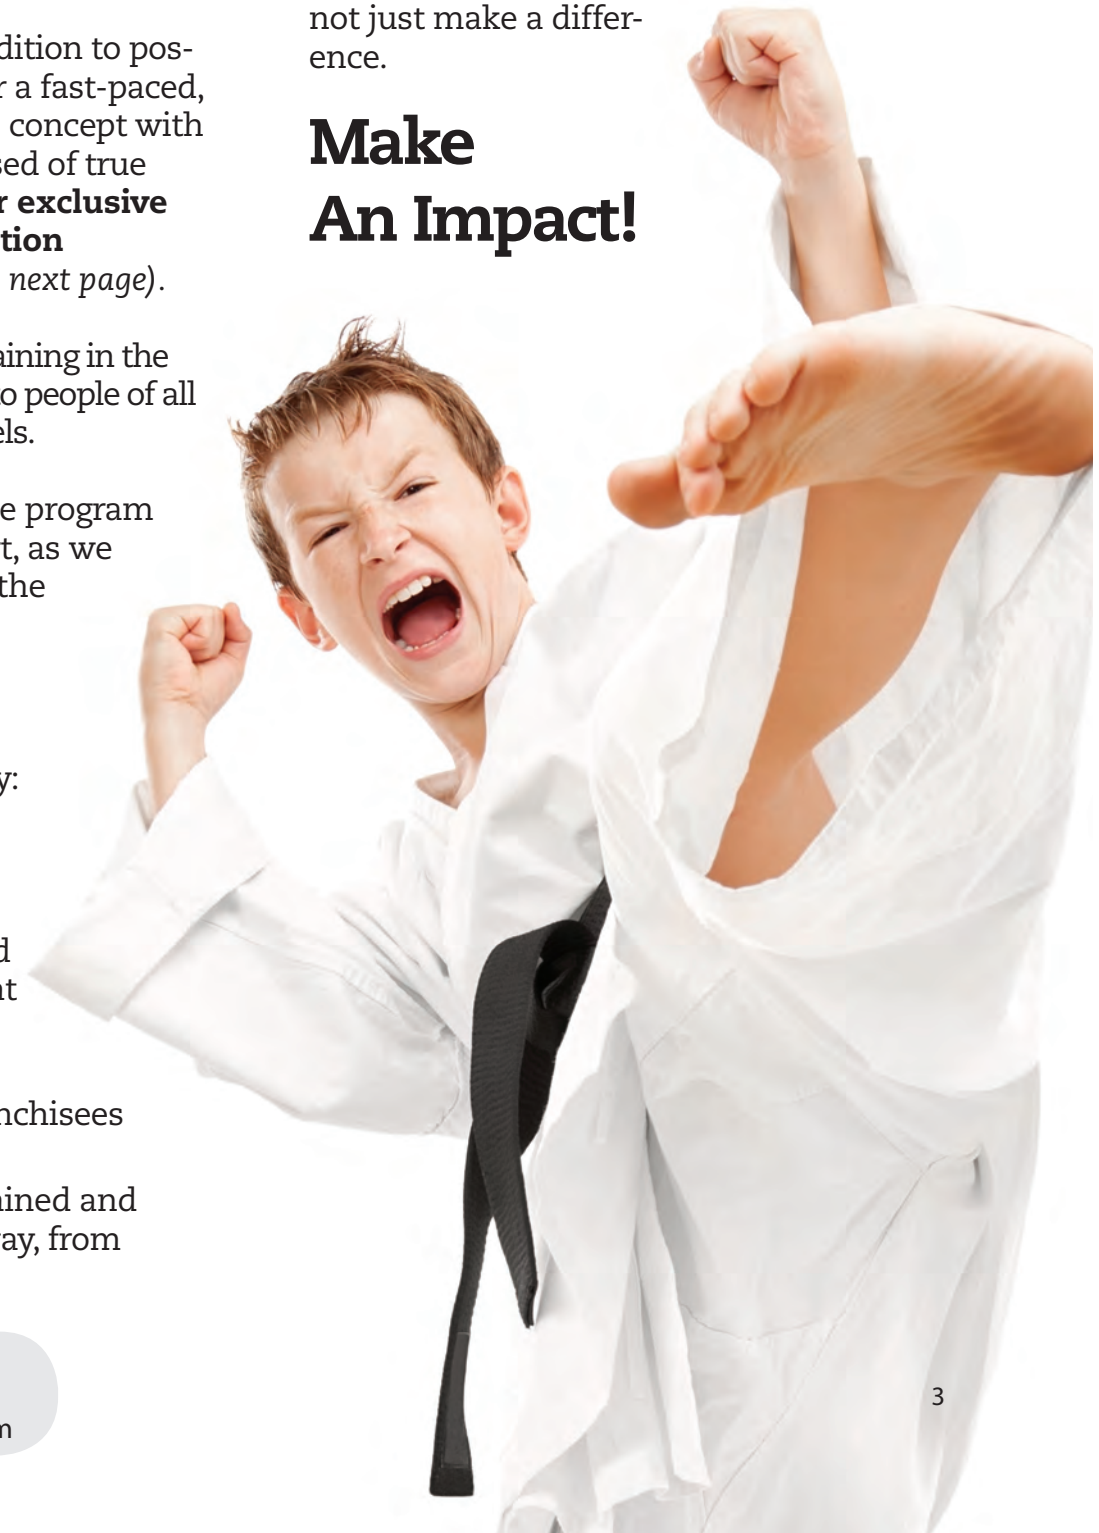 dition to pos-
r a fast-paced,
concept with
sed of true
r exclusive
tion
next page).
aining in the
o people of all
els.
e program
t, as we
the
y:
d
nt
nchisees
ained and
ay, from
m
not just make a differ-
ence.
Make
An Impact!
3